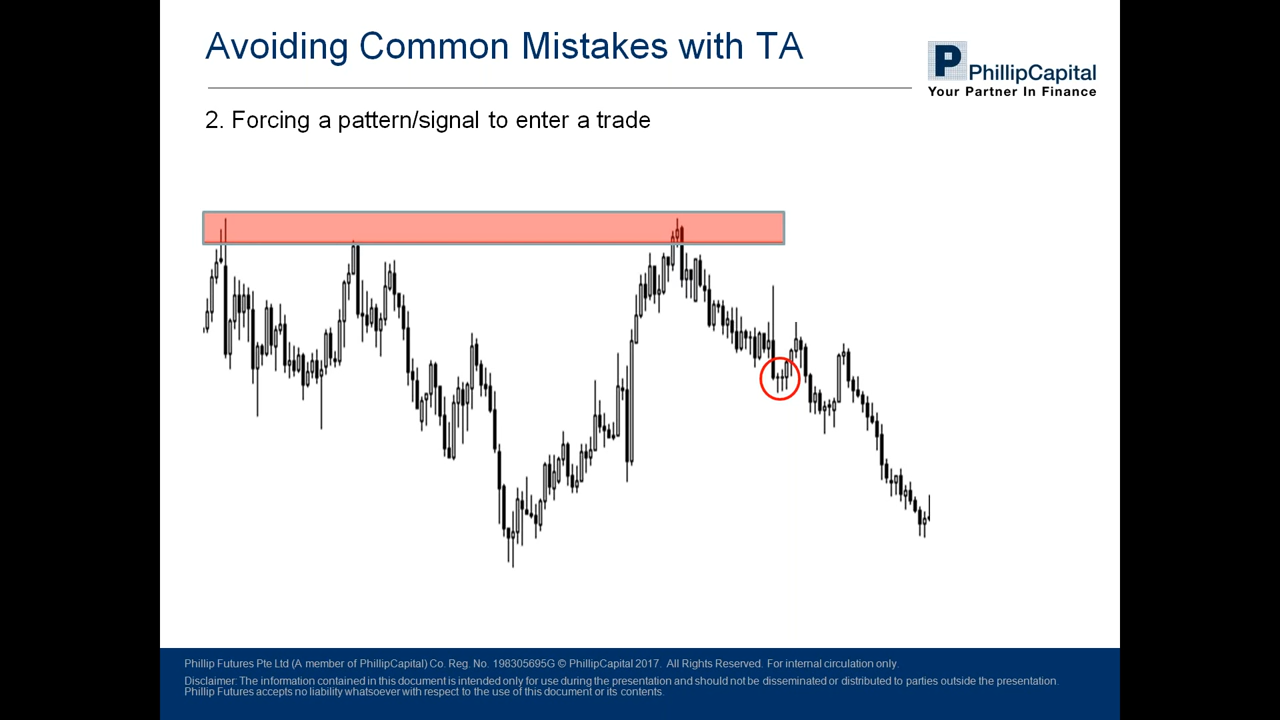 Avoiding Common Mistakes with TA
P PhillipCapital
Your Partner In Finance
2. Forcing a pattern/signal to enter a trade
Phillip Futures Pte Ltd (A member of PhillipCapital) Co. Reg. No. 198305695G © PhillipCapital 2017. All Rights Reserved. For internal circulation only.
Disclaimer: The information contained in this document is intended only for use during the presentation and should not be disseminated or distributed to parties outside the presentation.
Phillip Futures accepts no liability whatsoever with respect to the use of this document or its contents.